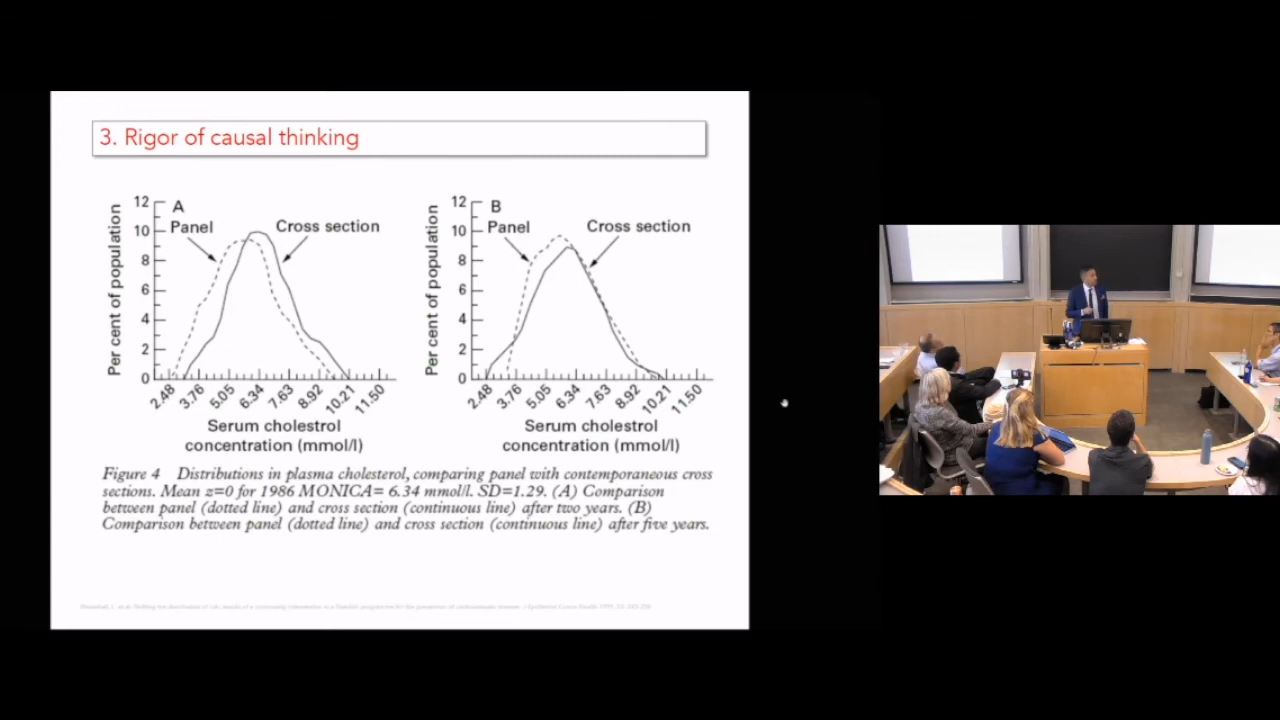 3. Rigor of causal thinking
12
10
8
6
4
2
0
A
Panel
Cross section
Per cent of population
2.48
3.76
5.05
6.34
7.63
8.92
10.21
11.50
Serum cholestrol
concentration (mmol/l)
12
10
8
6
4
2
0
B
Panel
Cross section
Per cent of population
2.48
3.76
5.05
6.34
7.63
8.92
10.21
11.50
Serum cholestrol
concentration (mmol/l)
Figure 4 Distributions in plasma cholesterol, comparing panel with contemporaneous cross
sections. Mean z=0 for 1986 MONICA= 6.34 mmol/l. SD=1.29. (A) Comparison
between panel (dotted line) and cross section (continuous line) after two years. (B)
Comparison between panel (dotted line) and cross section (continuous line) after five years.